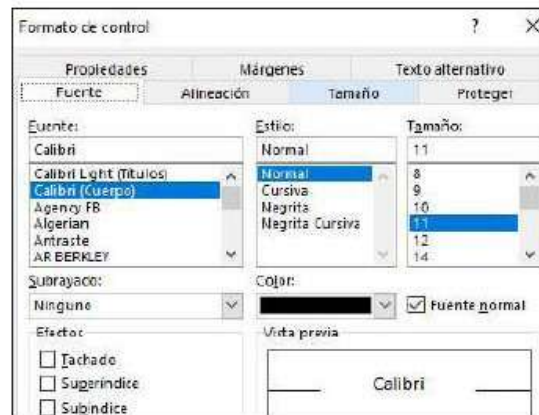 Formato de control ? X
Propiedades Márgenes Texto alternativo
Fuente Alineación Tamaño Proteger
Fuente: Estilo: Tamaño:
Calibri Normal 11
Calibri Light (Títulos) Normal 8
Calibri (Cuerpo) Cursiva 9
Agency FB Negrita 10
Algerian Negrita Cursiva 11
Antraste 12
AR BERKLEY 14
Subrayado: Color:
Ninguno Fuente normal
Efectos Vista previa
Tachado
Superíndice Calibri
Subíndice